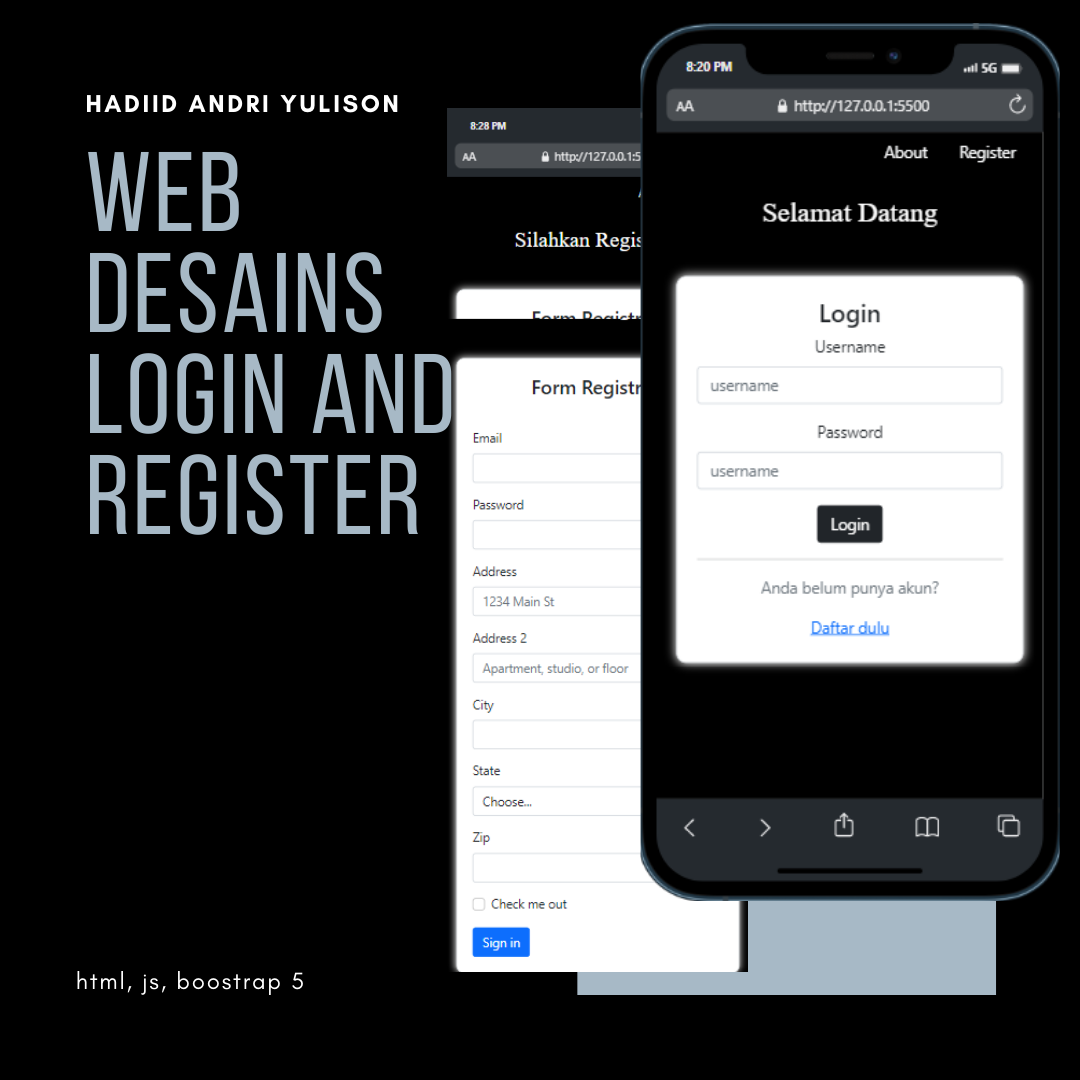 HADIID ANDRI YULISON
WEB
DESAINS
LOGIN AND
REGISTER
html, js, boostrap 5
8:28 PM
AA
http://127.0.0.1:5
Silahkan Regis
Form Registr
Form Registr
Email
Password
Address
1234 Main St
Address 2
Apartment, studio, or floor
City
State
Choose...
Zip
Check me out
Sign in
8:20 PM
5G
AA
http://127.0.0.1:5500
About Register
Selamat Datang
Login
Username
username
Password
username
Login
Anda belum punya akun?
Daftar dulu